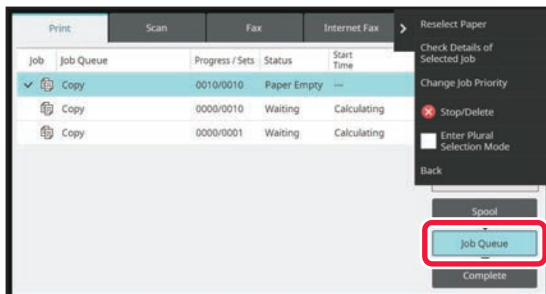 Print Scan Fax Internet Fax
Job Job Queue Progress / Sets Status Start Time
Copy 0010/0010 Paper Empty ---
Copy 0000/0010 Waiting Calculating
Copy 0000/0001 Waiting Calculating
Reselect Paper
Check Details of
Selected Job
Change Job Priority
Stop/Delete
Enter Plural
Selection Mode
Back
Spool
Job Queue
Complete